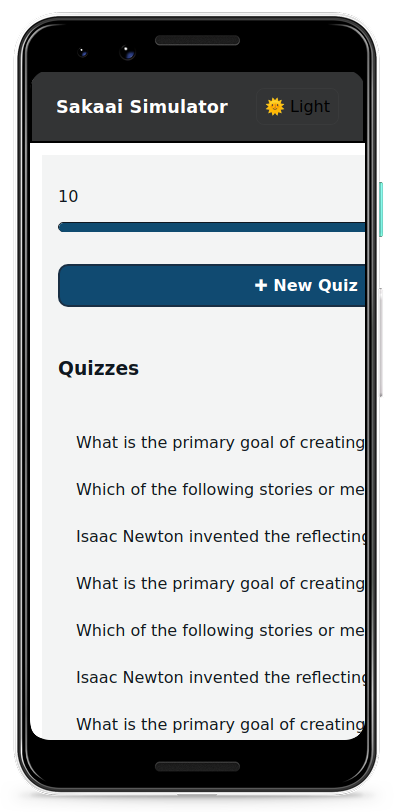 Sakaai Simulator
🌞 Light
10
+ New Quiz
Quizzes
What is the primary goal of creating
Which of the following stories or me
Isaac Newton invented the reflecting
What is the primary goal of creating
Which of the following stories or me
Isaac Newton invented the reflecting
What is the primary goal of creating